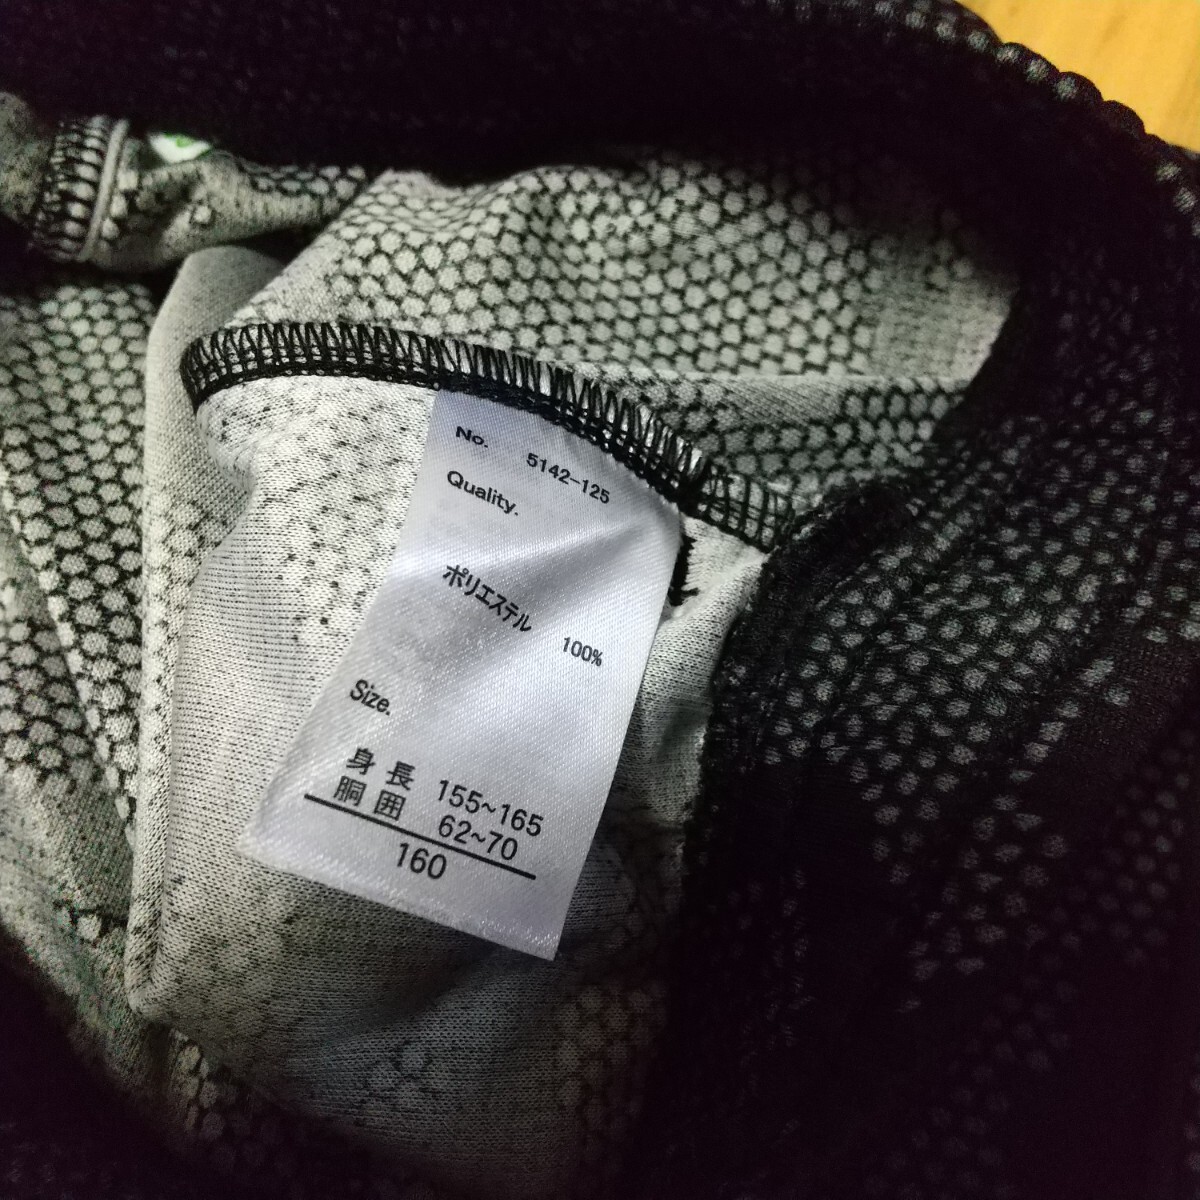 No. 5142-125
Quality.
ポリエステル 100%
Size.
身長 155~165
胴囲 62~70
160